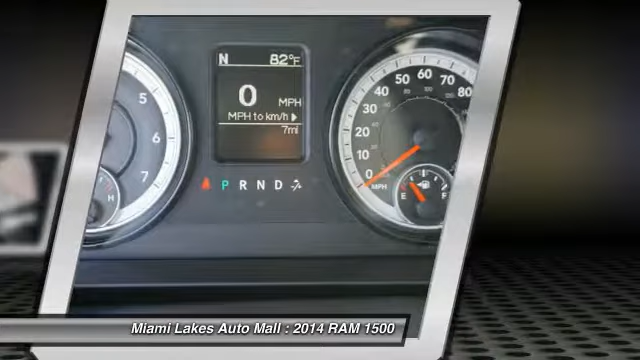 N 82°F
0 MPH
MPH to km/h ▶
7mi
P R N D
5
6
7
H
0
20
30
40
50
60
70
80
MPH
E F
Miami Lakes Auto Mall : 2014 RAM 1500